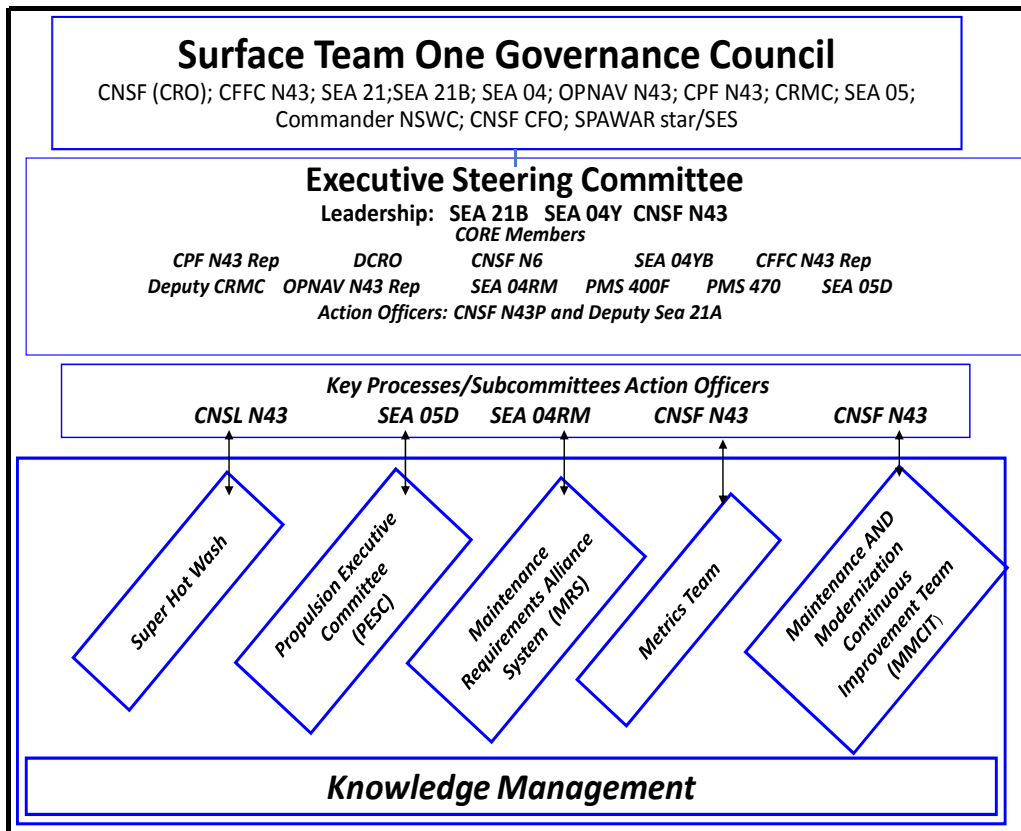 Surface Team One Governance Council
CNSF (CRO); CFFC N43; SEA 21;SEA 21B; SEA 04; OPNAV N43; CPF N43; CRMC; SEA 05;
Commander NSWC; CNSF CFO; SPAWAR star/SES
Executive Steering Committee
Leadership: SEA 21B SEA 04Y CNSF N43
CORE Members
CPF N43 Rep DCRO CNSF N6 SEA 04YB CFFC N43 Rep
Deputy CRMC OPNAV N43 Rep SEA 04RM PMS 400F PMS 470 SEA 05D
Action Officers: CNSF N43P and Deputy Sea 21A
Key Processes/Subcommittees Action Officers
CNSL N43 SEA 05D SEA 04RM CNSF N43 CNSF N43
Super Hot Wash
Propulsion Executive
Committee
(PESC)
Maintenance
Requirements Alliance
System (MRS)
Metrics Team
Maintenance AND
Modernization
Continuous
Improvement Team
(MMCIT)
Knowledge Management